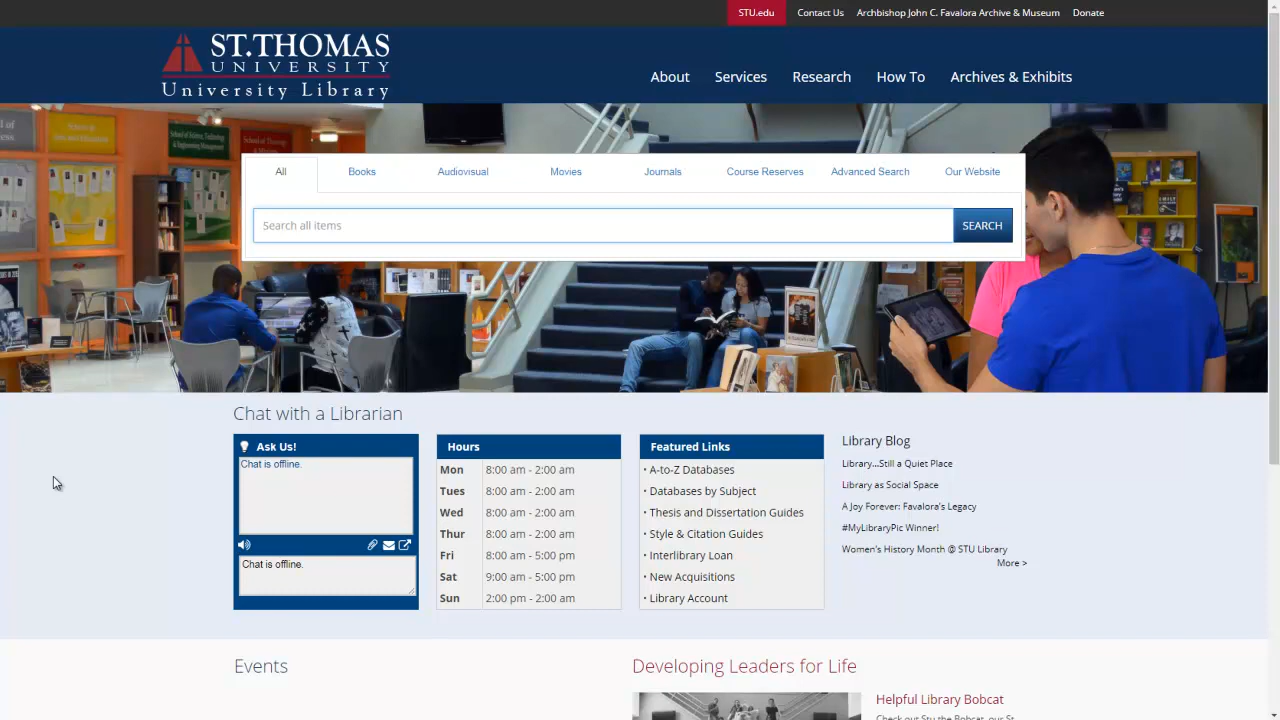 STU.edu Contact Us Archbishop John C. Favalora Archive & Museum Donate
ST.THOMAS
UNIVERSITY
University Library
About Services Research How To Archives & Exhibits
All Books Audiovisual Movies Journals Course Reserves Advanced Search Our Website
Search all items SEARCH
Chat with a Librarian
Ask Us!
Chat is offline.
Chat is offline.
Hours
Mon 8:00 am - 2:00 am
Tues 8:00 am - 2:00 am
Wed 8:00 am - 2:00 am
Thur 8:00 am - 2:00 am
Fri 8:00 am - 5:00 pm
Sat 9:00 am - 5:00 pm
Sun 2:00 pm - 2:00 am
Featured Links
· A-to-Z Databases
· Databases by Subject
· Thesis and Dissertation Guides
· Style & Citation Guides
· Interlibrary Loan
· New Acquisitions
· Library Account
Library Blog
Library...Still a Quiet Place
Library as Social Space
A Joy Forever: Favalora's Legacy
#MyLibraryPic Winner!
Women's History Month @ STU Library
More >
Events
Developing Leaders for Life
Helpful Library Bobcat